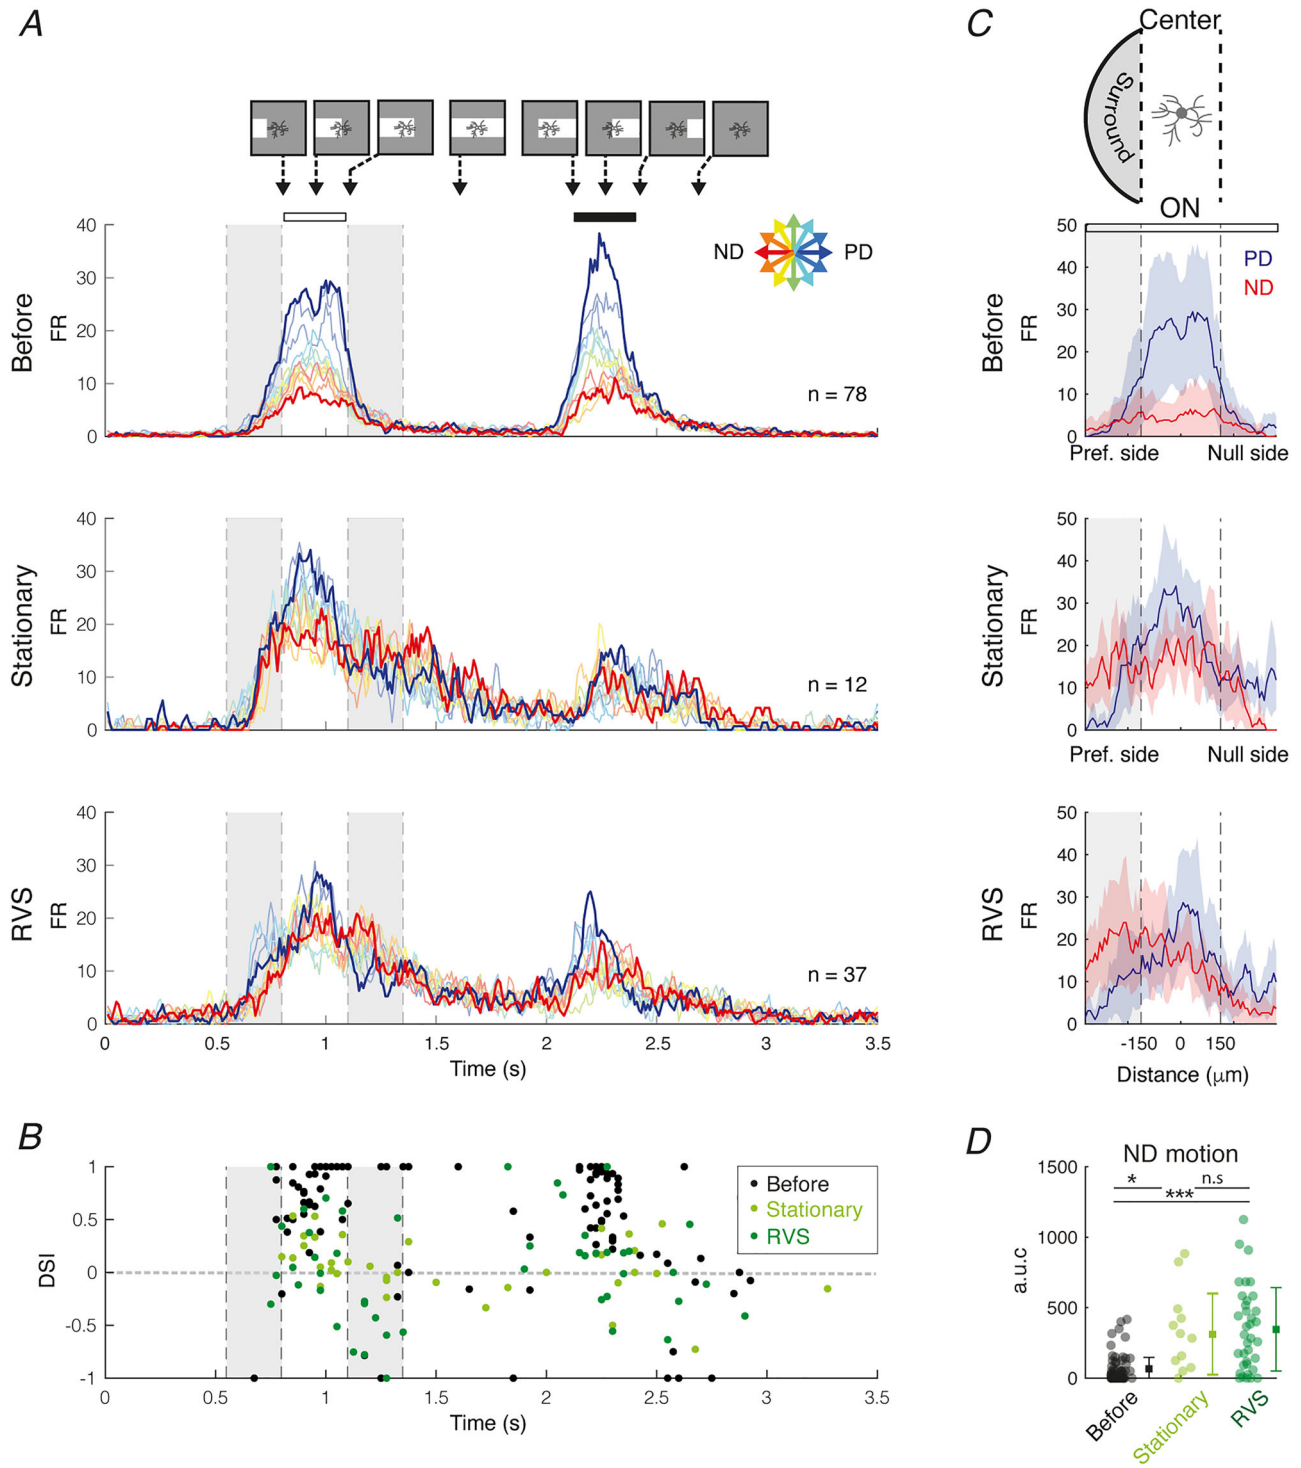 A
40
30
20
10
0
Before
FR
ND
PD
n = 78
40
30
20
10
0
Stationary
FR
n = 12
40
30
20
10
0
RVS
FR
n = 37
0
0.5
1
1.5
2
2.5
3
3.5
Time (s)
B
1
0.5
0
-0.5
-1
DSI
Before
Stationary
RVS
0
0.5
1
1.5
2
2.5
3
3.5
Time (s)
C
Center
Surround
ON
50
40
30
20
10
0
Before
FR
PD
ND
Pref. side
Null side
50
40
30
20
10
0
Stationary
FR
Pref. side
Null side
50
40
30
20
10
0
RVS
FR
-150
0
150
Distance (μm)
D
ND motion
1500
1000
500
0
a.u.c
*
n.s
***
Before
Stationary
RVS